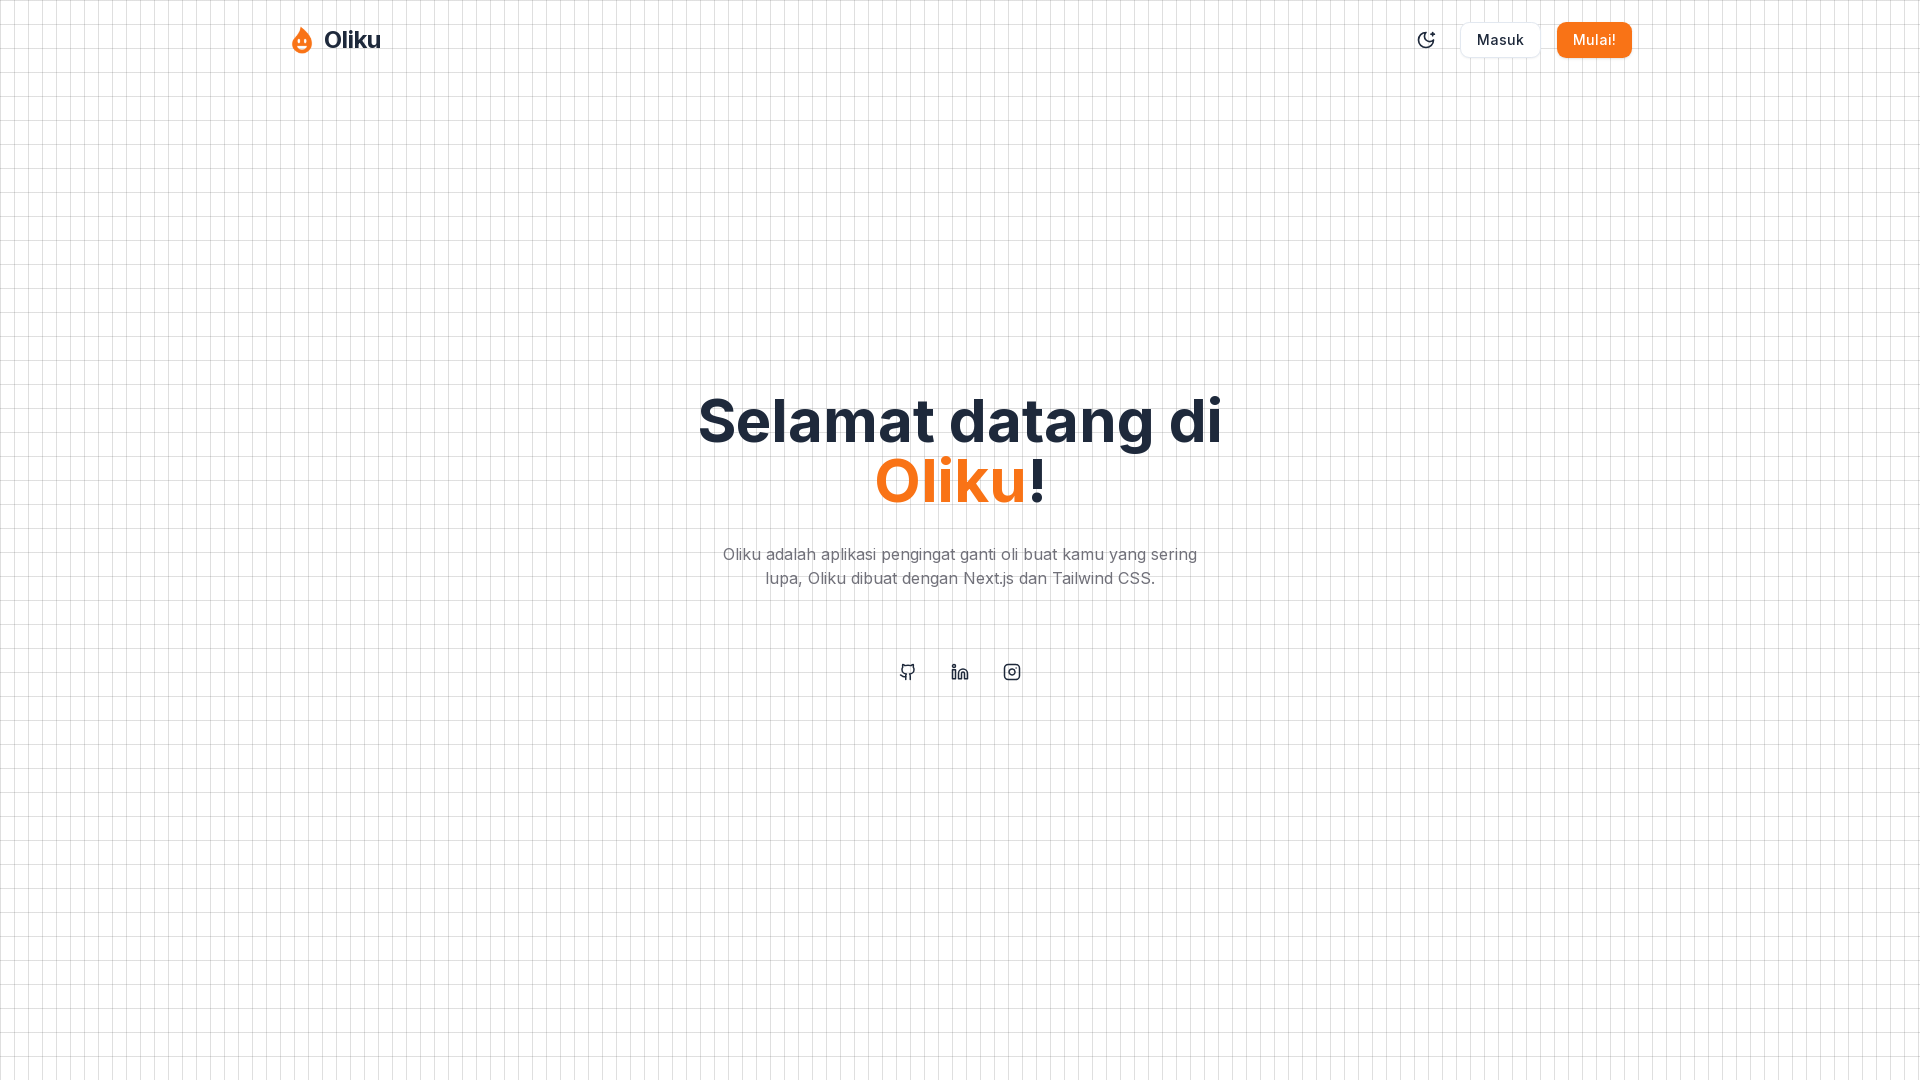 Oliku
Masuk
Mulai!
Selamat datang di
Oliku!
Oliku adalah aplikasi pengingat ganti oli buat kamu yang sering
lupa, Oliku dibuat dengan Next.js dan Tailwind CSS.